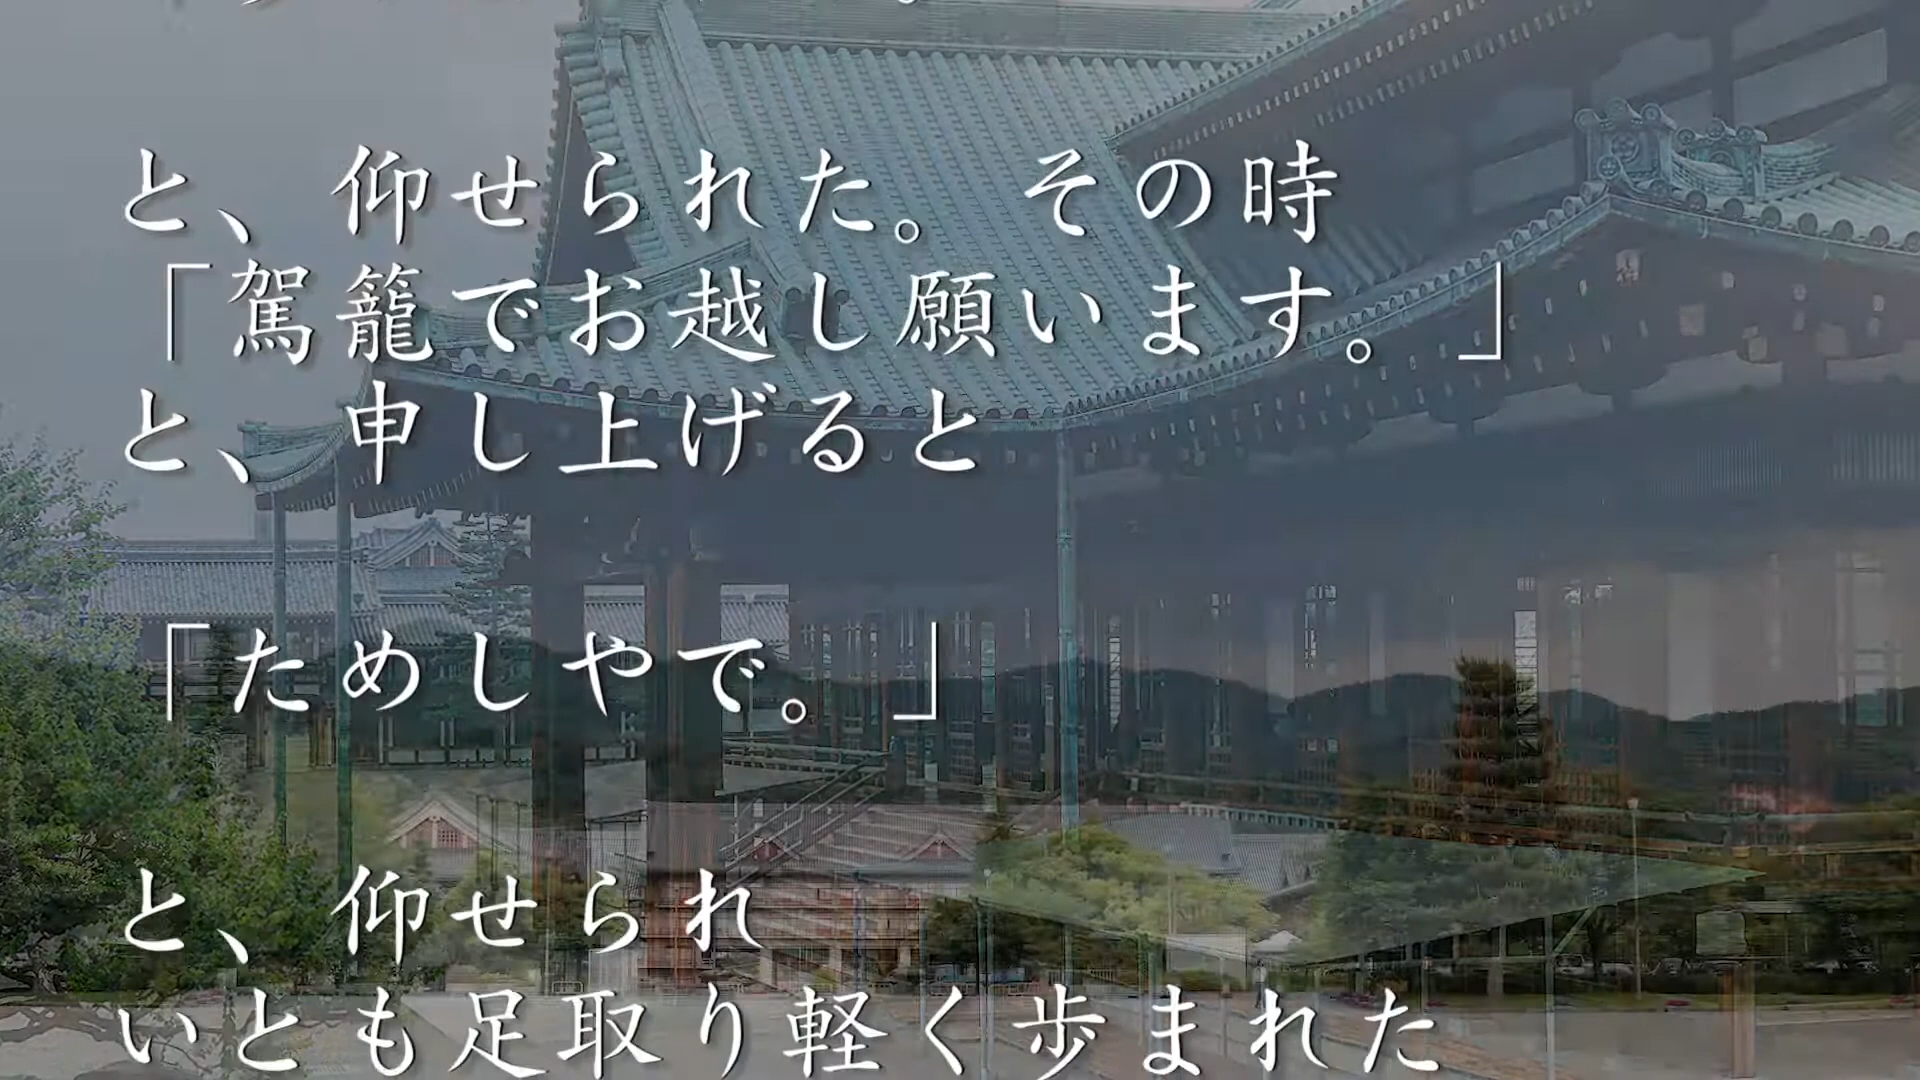 と、仰せられた。その時
「駕籠でお越し願います。」
と、申し上げると
「ためしやで。」
と、仰せられ
いとも足取り軽く歩まれた